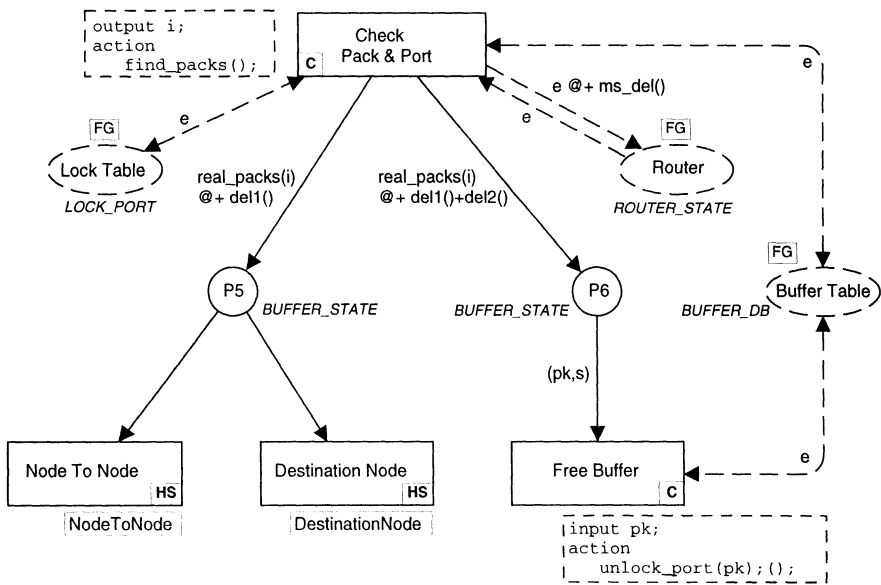 output i;
action
find_packs();
Check
Pack & Port
C
e
e @+ ms_del()
e
e
FG
Lock Table
LOCK_PORT
FG
Router
ROUTER_STATE
real_packs(i)
@+ del1()
real_packs(i)
@+ del1()+del2()
FG
Buffer Table
BUFFER_DB
P5
BUFFER_STATE
P6
BUFFER_STATE
(pk,s)
Node To Node
HS
NodeToNode
Destination Node
HS
DestinationNode
Free Buffer
C
e
input pk;
action
unlock_port(pk);();